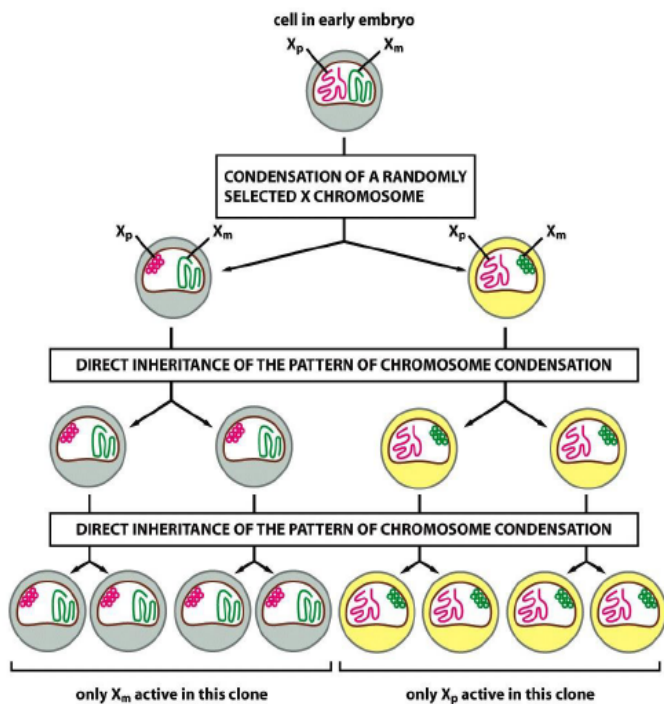 cell in early embryo
Xp Xm
CONDENSATION OF A RANDOMLY
SELECTED X CHROMOSOME
Xp Xm Xp Xm
DIRECT INHERITANCE OF THE PATTERN OF CHROMOSOME CONDENSATION
DIRECT INHERITANCE OF THE PATTERN OF CHROMOSOME CONDENSATION
only Xm active in this clone only Xp active in this clone